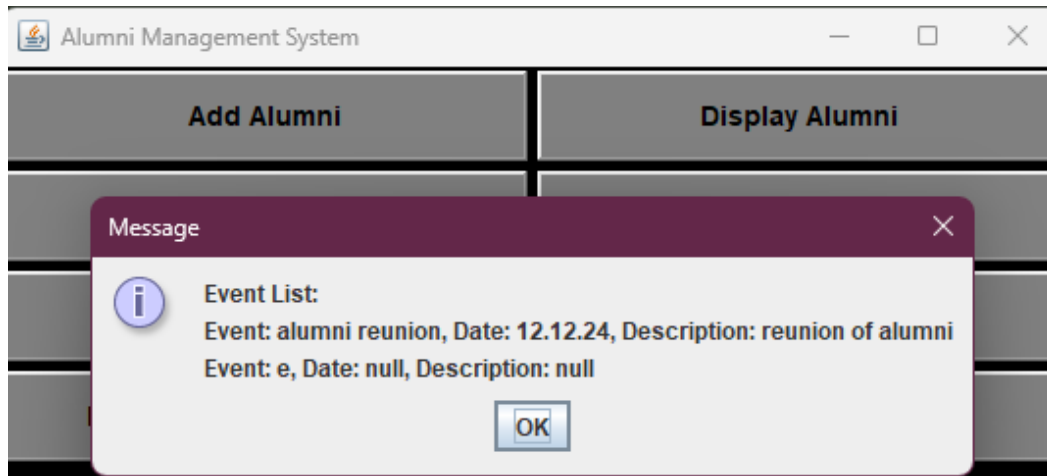 Alumni Management System
Add Alumni
Display Alumni
Message
Event List:
Event: alumni reunion, Date: 12.12.24, Description: reunion of alumni
Event: e, Date: null, Description: null
OK